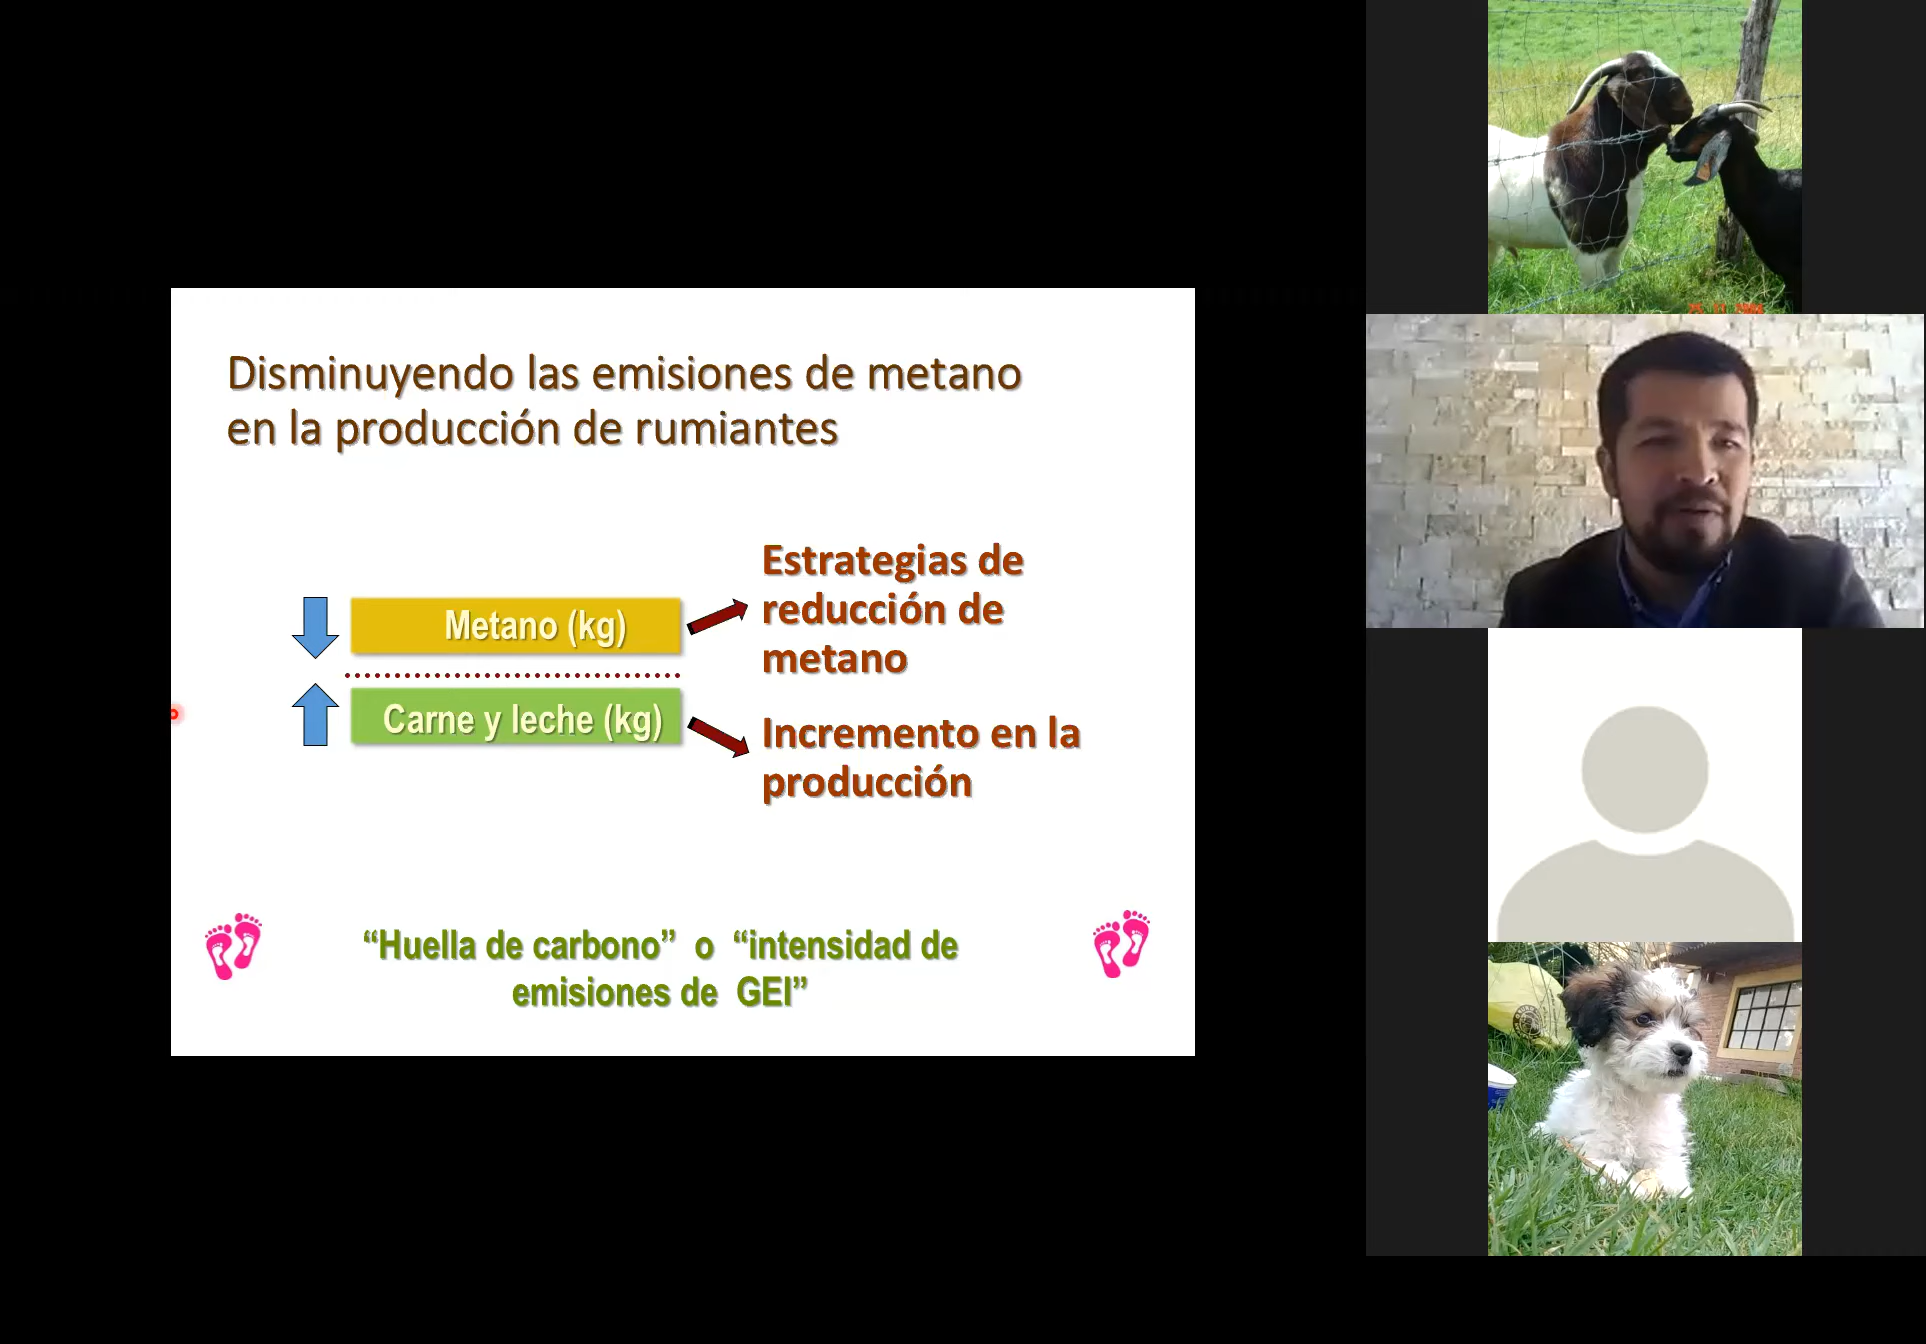 Disminuyendo las emisiones de metano
en la producción de rumiantes
Estrategias de
reducción de
metano
Metano (kg)
Carne y leche (kg)
Incremento en la
producción
“Huella de carbono” o “intensidad de
emisiones de GEI”